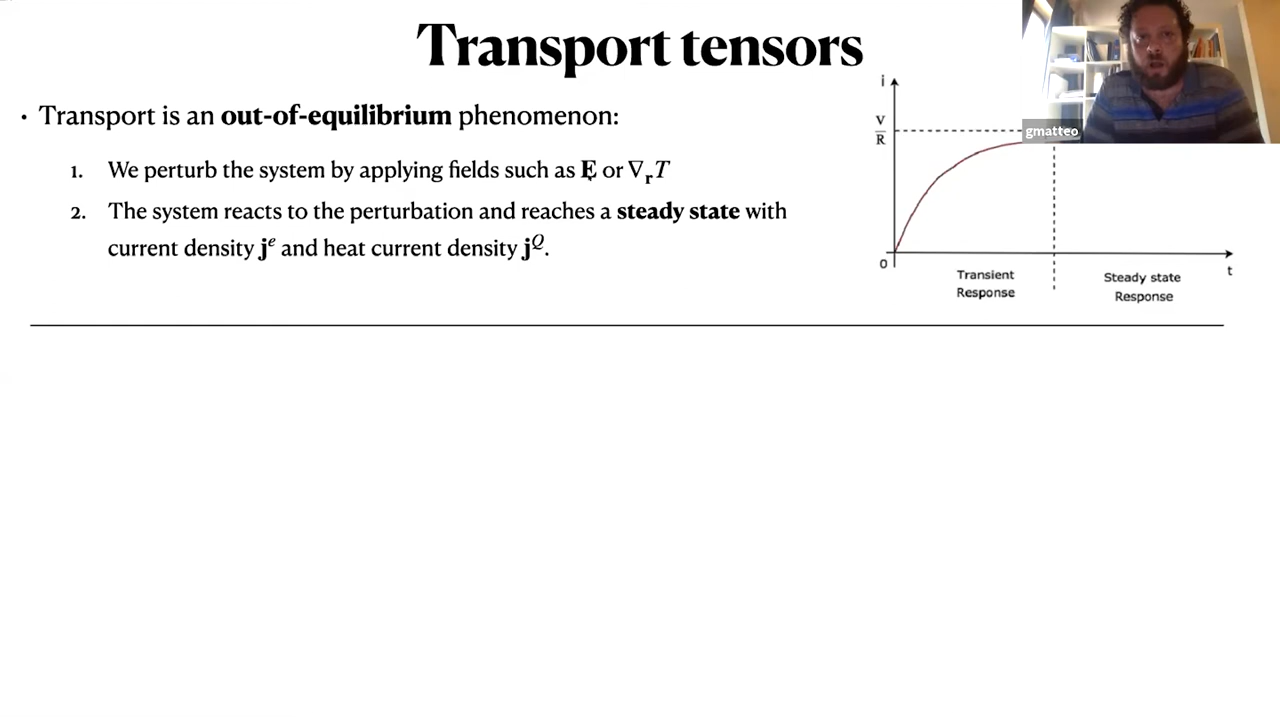 Transport tensors
• Transport is an out-of-equilibrium phenomenon:
1. We perturb the system by applying fields such as E or ∇ᵣT
2. The system reacts to the perturbation and reaches a steady state with
current density jᵉ and heat current density j^Q.
i
V
R
gmatteo
0
t
Transient
Response
Steady state
Response